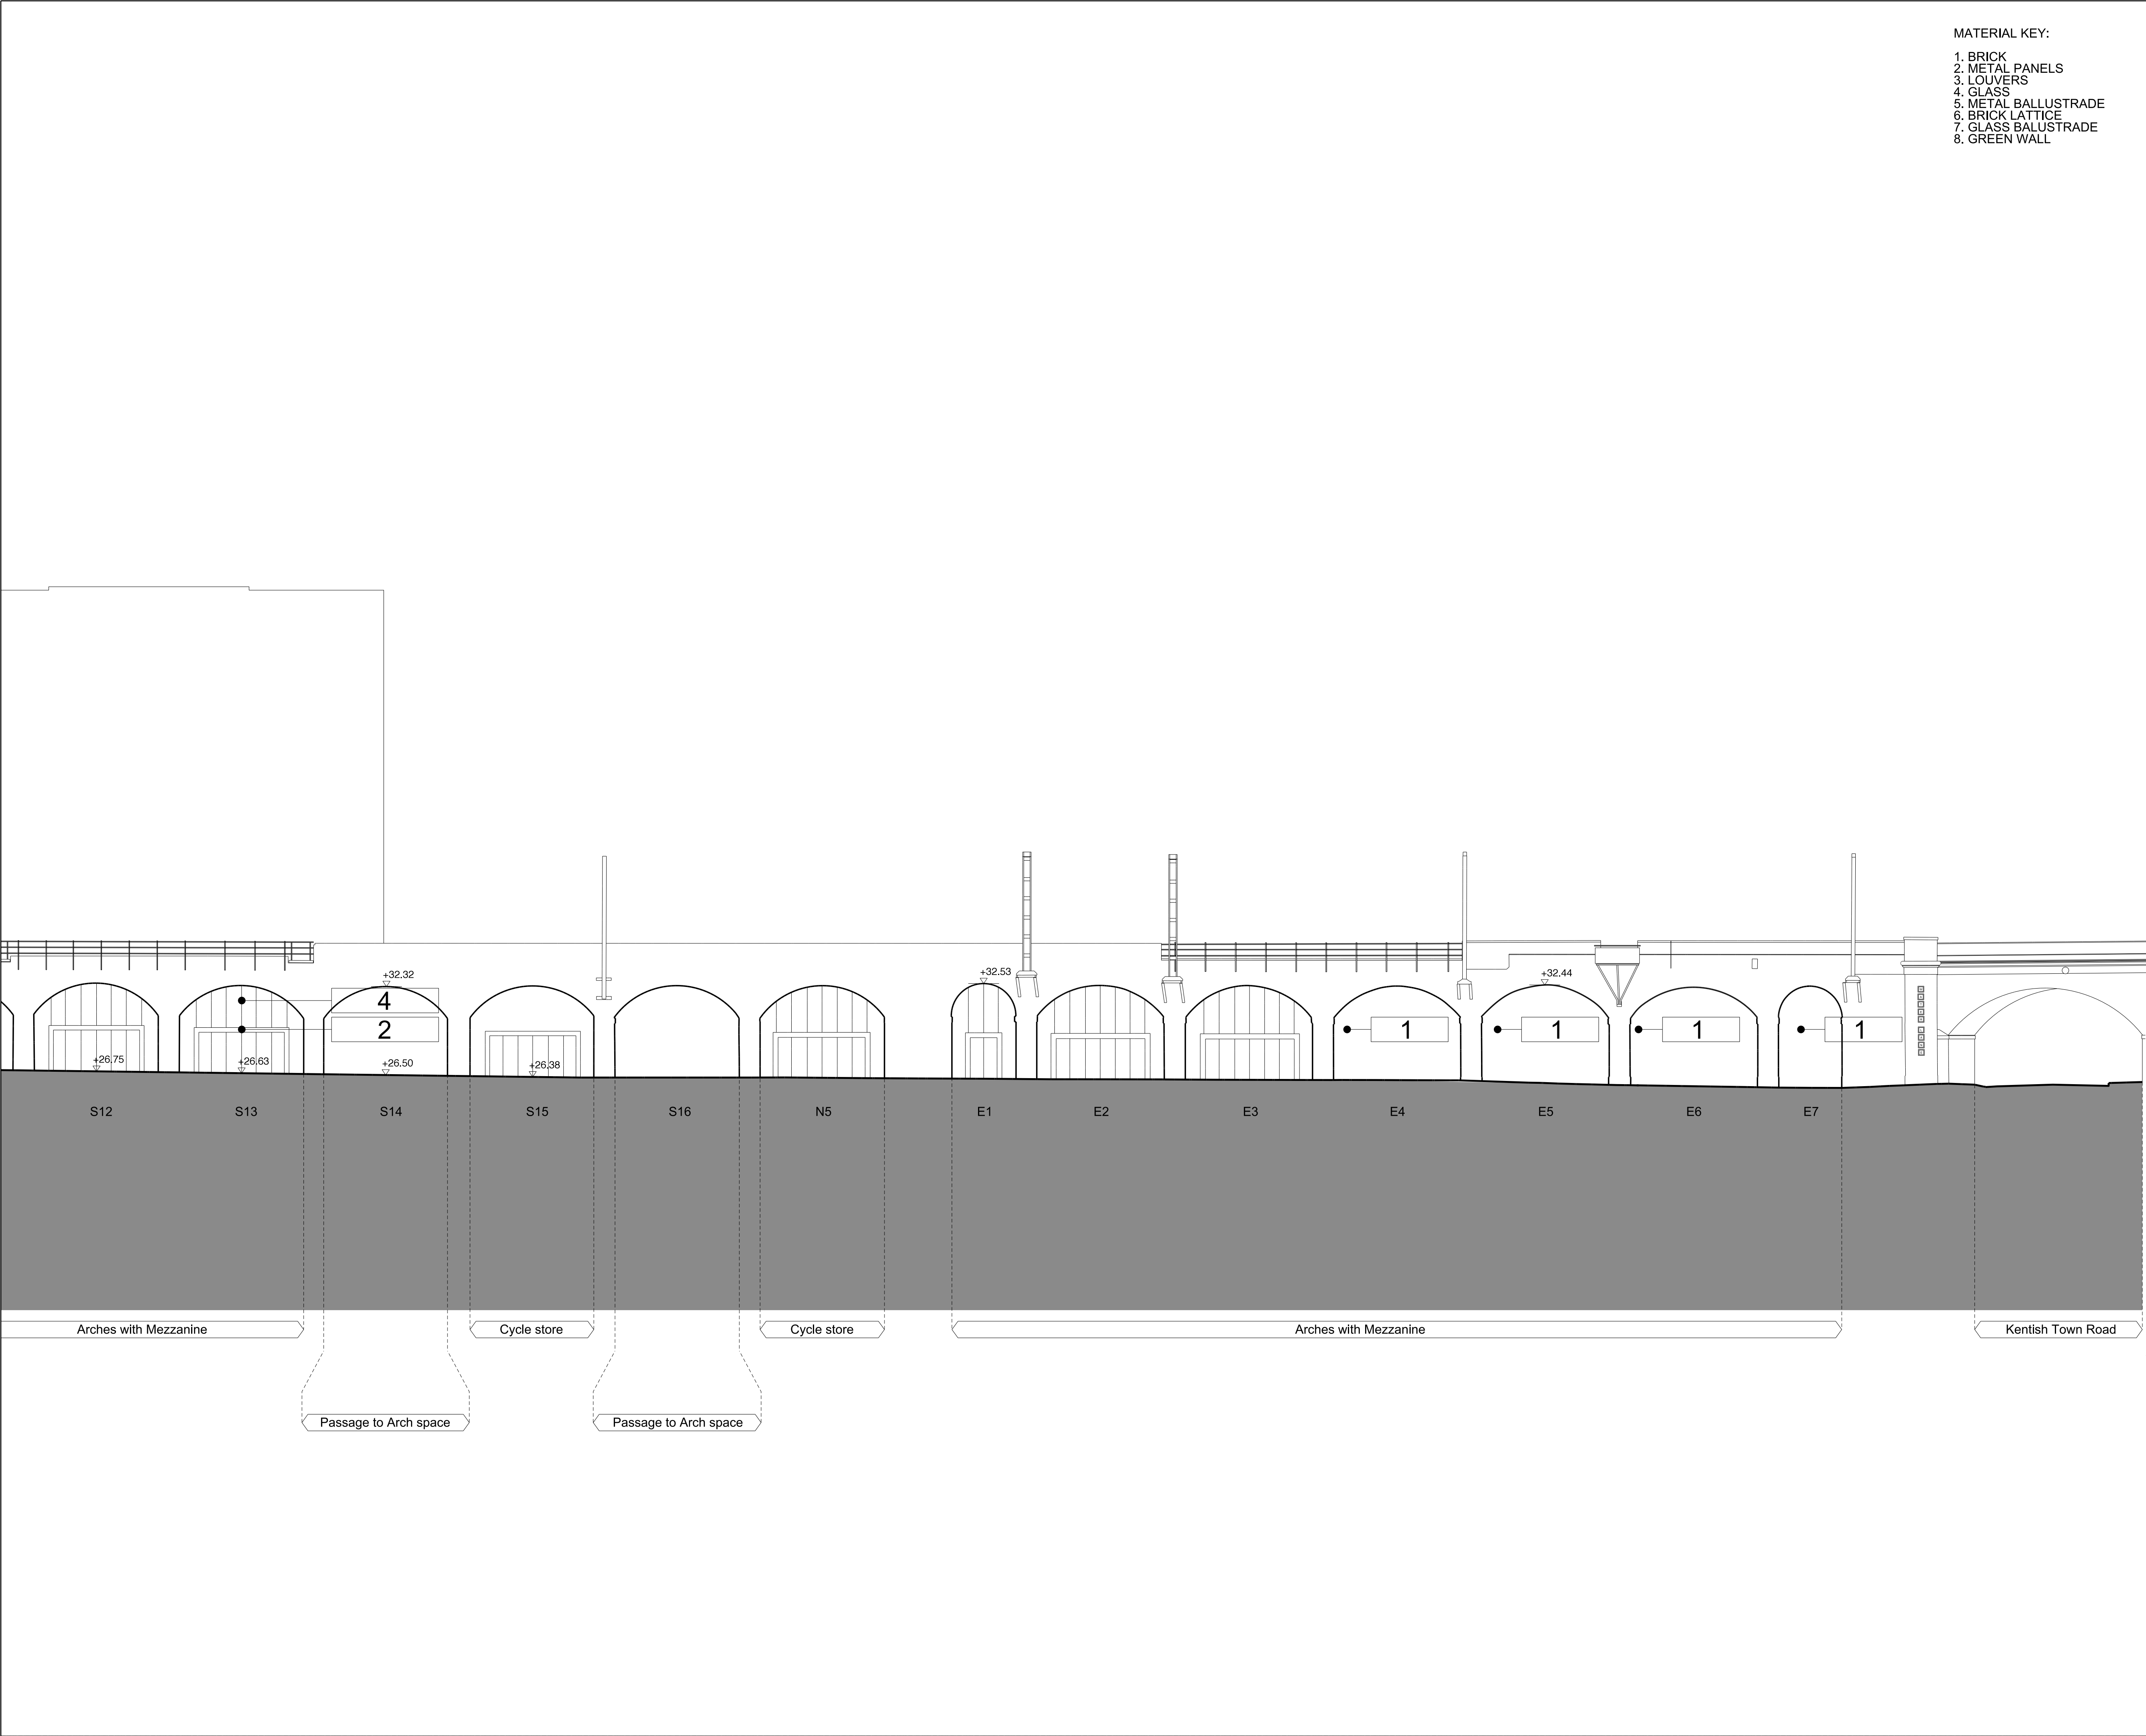 MATERIAL KEY:
1. BRICK
2. METAL PANELS
3. LOUVERS
4. GLASS
5. METAL BALLUSTRADE
6. BRICK LATTICE
7. GLASS BALUSTRADE
8. GREEN WALL
+32.32
+32.53
+32.44
4
2
1
1
1
1
+26.75
+26.63
+26.50
+26.38
S12
S13
S14
S15
S16
N5
E1
E2
E3
E4
E5
E6
E7
Arches with Mezzanine
Cycle store
Cycle store
Arches with Mezzanine
Kentish Town Road
Passage to Arch space
Passage to Arch space